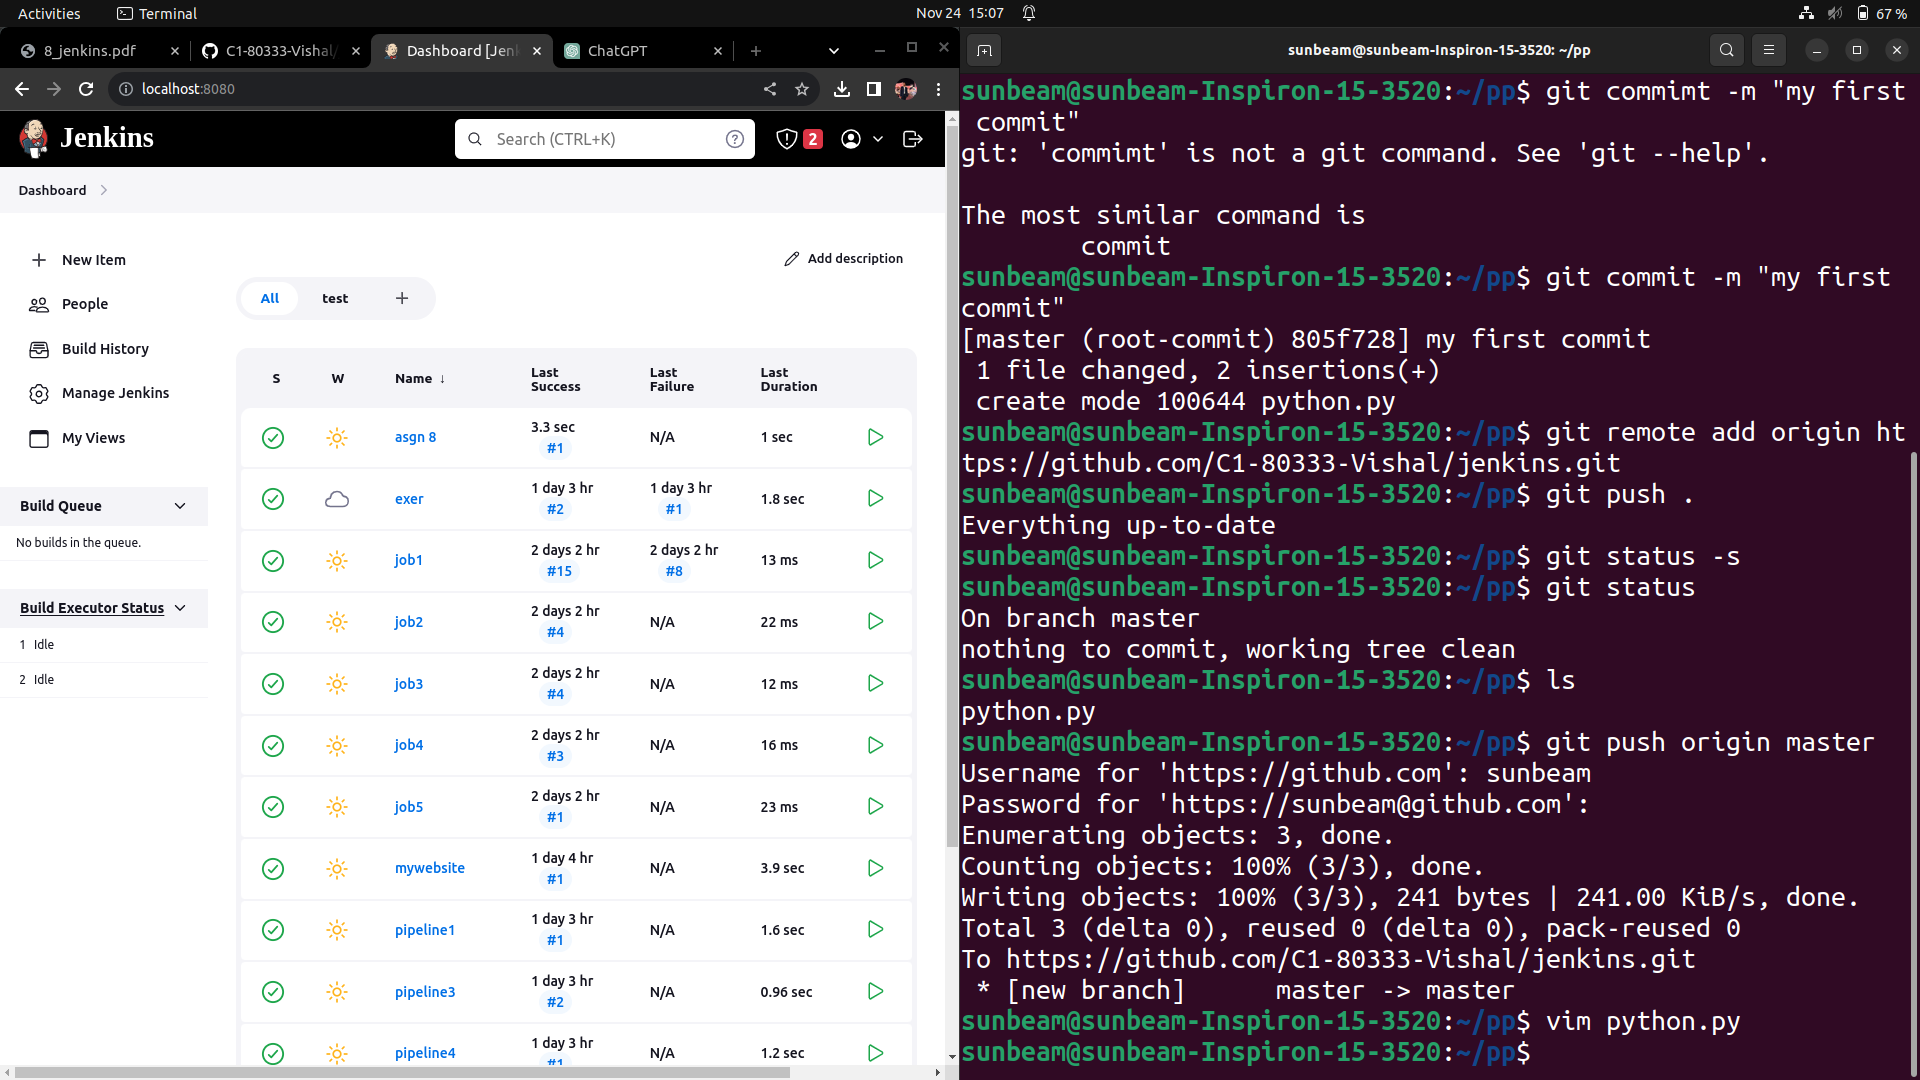 Activities
Terminal
Nov 24 15:07
67 %
8_jenkins.pdf
C1-80333-Vishal/
Dashboard [Jenk
ChatGPT
localhost:8080
Jenkins
Search (CTRL+K)
2
Dashboard
New Item
People
Build History
Manage Jenkins
My Views
Build Queue
No builds in the queue.
Build Executor Status
1 Idle
2 Idle
Add description
All test +
S W Name ↓ Last Success Last Failure Last Duration
asgn 8 3.3 sec #1 N/A 1 sec
exer 1 day 3 hr #2 1 day 3 hr #1 1.8 sec
job1 2 days 2 hr #15 2 days 2 hr #8 13 ms
job2 2 days 2 hr #4 N/A 22 ms
job3 2 days 2 hr #4 N/A 12 ms
job4 2 days 2 hr #3 N/A 16 ms
job5 2 days 2 hr #1 N/A 23 ms
mywebsite 1 day 4 hr #1 N/A 3.9 sec
pipeline1 1 day 3 hr #1 N/A 1.6 sec
pipeline3 1 day 3 hr #2 N/A 0.96 sec
pipeline4 1 day 3 hr #1 N/A 1.2 sec
sunbeam@sunbeam-Inspiron-15-3520: ~/pp
sunbeam@sunbeam-Inspiron-15-3520:~/pp$ git commimt -m "my first
 commit"
git: 'commimt' is not a git command. See 'git --help'.
The most similar command is
commit
sunbeam@sunbeam-Inspiron-15-3520:~/pp$ git commit -m "my first
commit"
[master (root-commit) 805f728] my first commit
 1 file changed, 2 insertions(+)
 create mode 100644 python.py
sunbeam@sunbeam-Inspiron-15-3520:~/pp$ git remote add origin ht
tps://github.com/C1-80333-Vishal/jenkins.git
sunbeam@sunbeam-Inspiron-15-3520:~/pp$ git push .
Everything up-to-date
sunbeam@sunbeam-Inspiron-15-3520:~/pp$ git status -s
sunbeam@sunbeam-Inspiron-15-3520:~/pp$ git status
On branch master
nothing to commit, working tree clean
sunbeam@sunbeam-Inspiron-15-3520:~/pp$ ls
python.py
sunbeam@sunbeam-Inspiron-15-3520:~/pp$ git push origin master
Username for 'https://github.com': sunbeam
Password for 'https://sunbeam@github.com':
Enumerating objects: 3, done.
Counting objects: 100% (3/3), done.
Writing objects: 100% (3/3), 241 bytes | 241.00 KiB/s, done.
Total 3 (delta 0), reused 0 (delta 0), pack-reused 0
To https://github.com/C1-80333-Vishal/jenkins.git
 * [new branch] master -> master
sunbeam@sunbeam-Inspiron-15-3520:~/pp$ vim python.py
sunbeam@sunbeam-Inspiron-15-3520:~/pp$